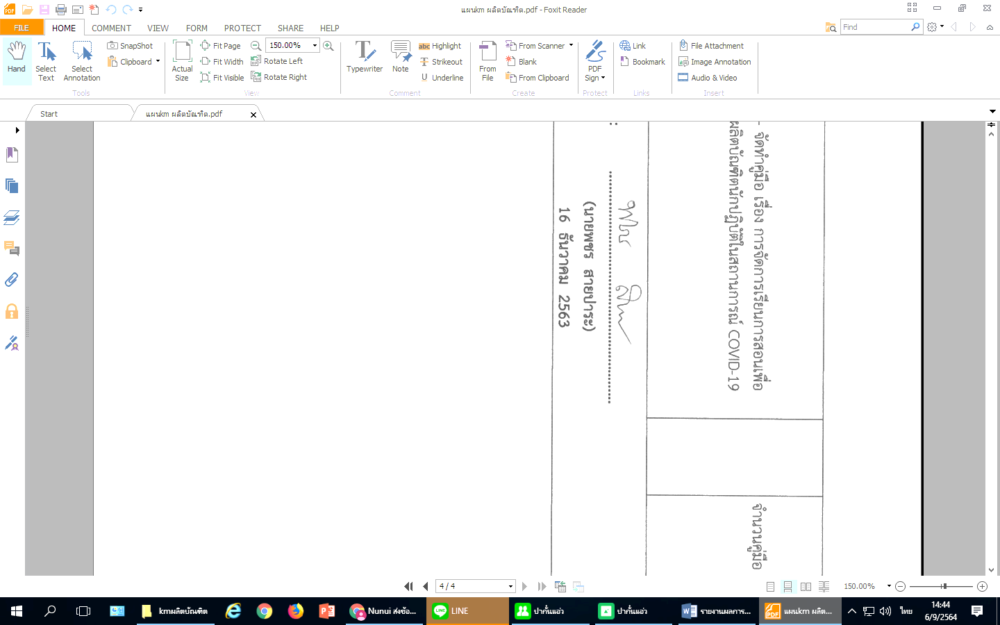 แผนkm ผลิตบัณฑิต.pdf - Foxit Reader
FILE
HOME
COMMENT
VIEW
FORM
PROTECT
SHARE
HELP
Find
Hand
Select Text
Select Annotation
SnapShot
Clipboard
Tools
Actual Size
Fit Page
Fit Width
Fit Visible
150.00%
Rotate Left
Rotate Right
View
Typewriter
Note
abc Highlight
Strikeout
Underline
Comment
From File
From Scanner
Blank
From Clipboard
Create
PDF Sign
Protect
Link
Bookmark
Links
File Attachment
Image Annotation
Audio & Video
Insert
Start
แผนkm ผลิตบัณฑิต.pdf
- จัดทำคู่มือ เรื่อง การจัดการเรียนการสอนเพื่อ
ผลิตบัณฑิตนักปฏิบัติในสถานการณ์ COVID-19
จำนวนคู่มือ
(นายพชร สายปาระ)
16 ธันวาคม 2563
4 / 4
150.00%
kmผลิตบัณฑิต
Nunui ส่งข้อ...
LINE
ปากั๋นแอ่ว
ปากั๋นแอ่ว
รายงานผลการ...
แผนkm ผลิต...
ไทย
14:44
6/9/2564